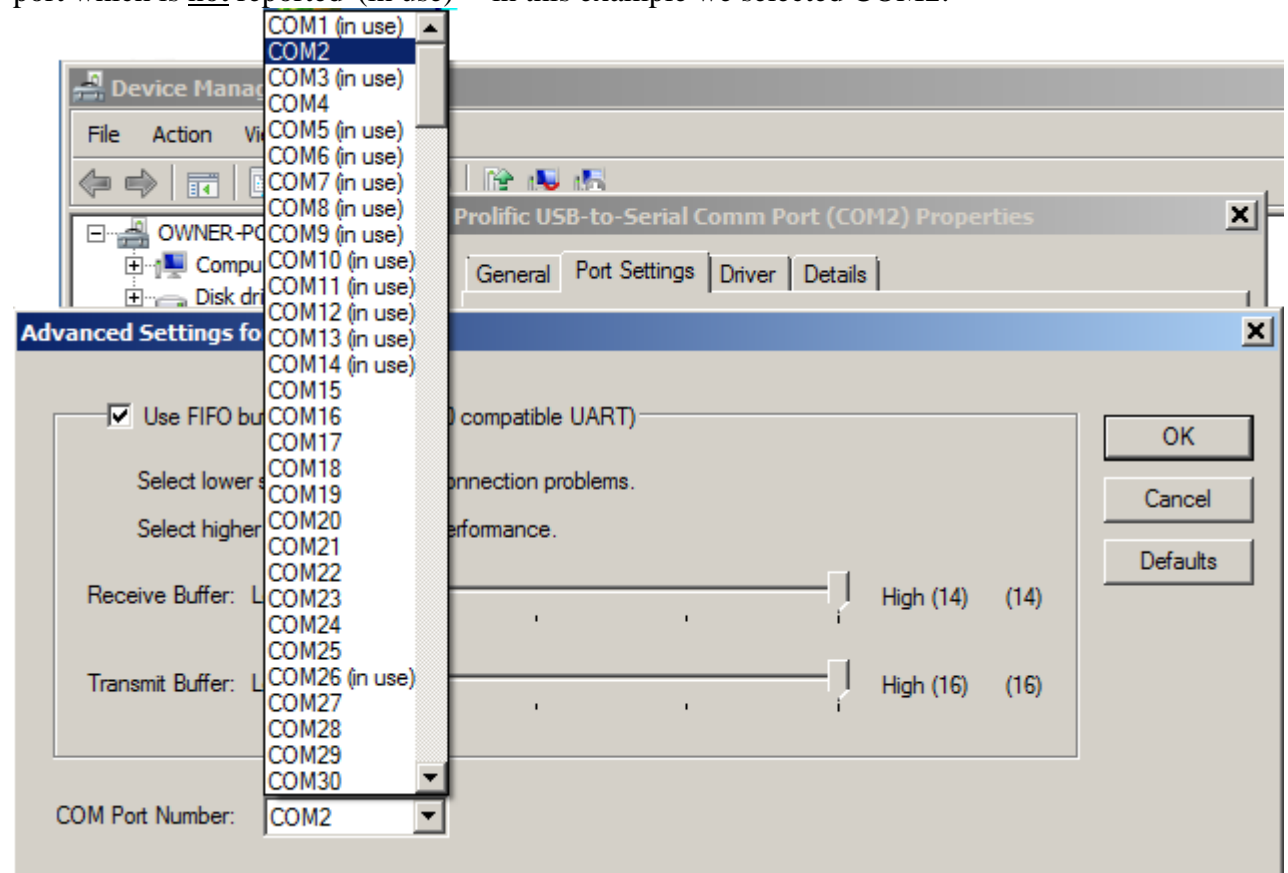 port which is not reported (in use) – in this example we selected COM2.
COM1 (in use)
COM2
COM3 (in use)
COM4
COM5 (in use)
COM6 (in use)
COM7 (in use)
COM8 (in use)
COM9 (in use)
COM10 (in use)
COM11 (in use)
COM12 (in use)
COM13 (in use)
COM14 (in use)
COM15
COM16
COM17
COM18
COM19
COM20
COM21
COM22
COM23
COM24
COM25
COM26 (in use)
COM27
COM28
COM29
COM30
Device Manag
File Action Vi
OWNER-PC
Compu
Disk dri
Prolific USB-to-Serial Comm Port (COM2) Properties
General Port Settings Driver Details
Advanced Settings fo
Use FIFO bu compatible UART)
Select lower s onnection problems.
Select higher erformance.
Receive Buffer: L High (14) (14)
Transmit Buffer: L High (16) (16)
COM Port Number: COM2
OK
Cancel
Defaults